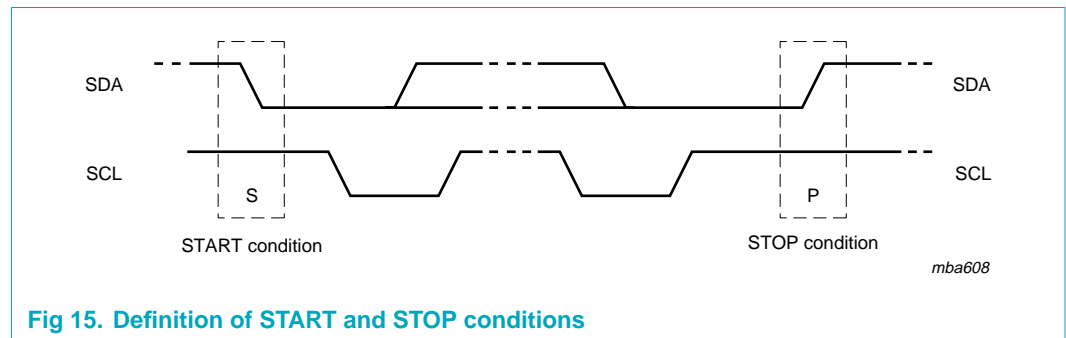 SDA
SDA
SCL
SCL
S
P
START condition
STOP condition
mba608
Fig 15. Definition of START and STOP conditions